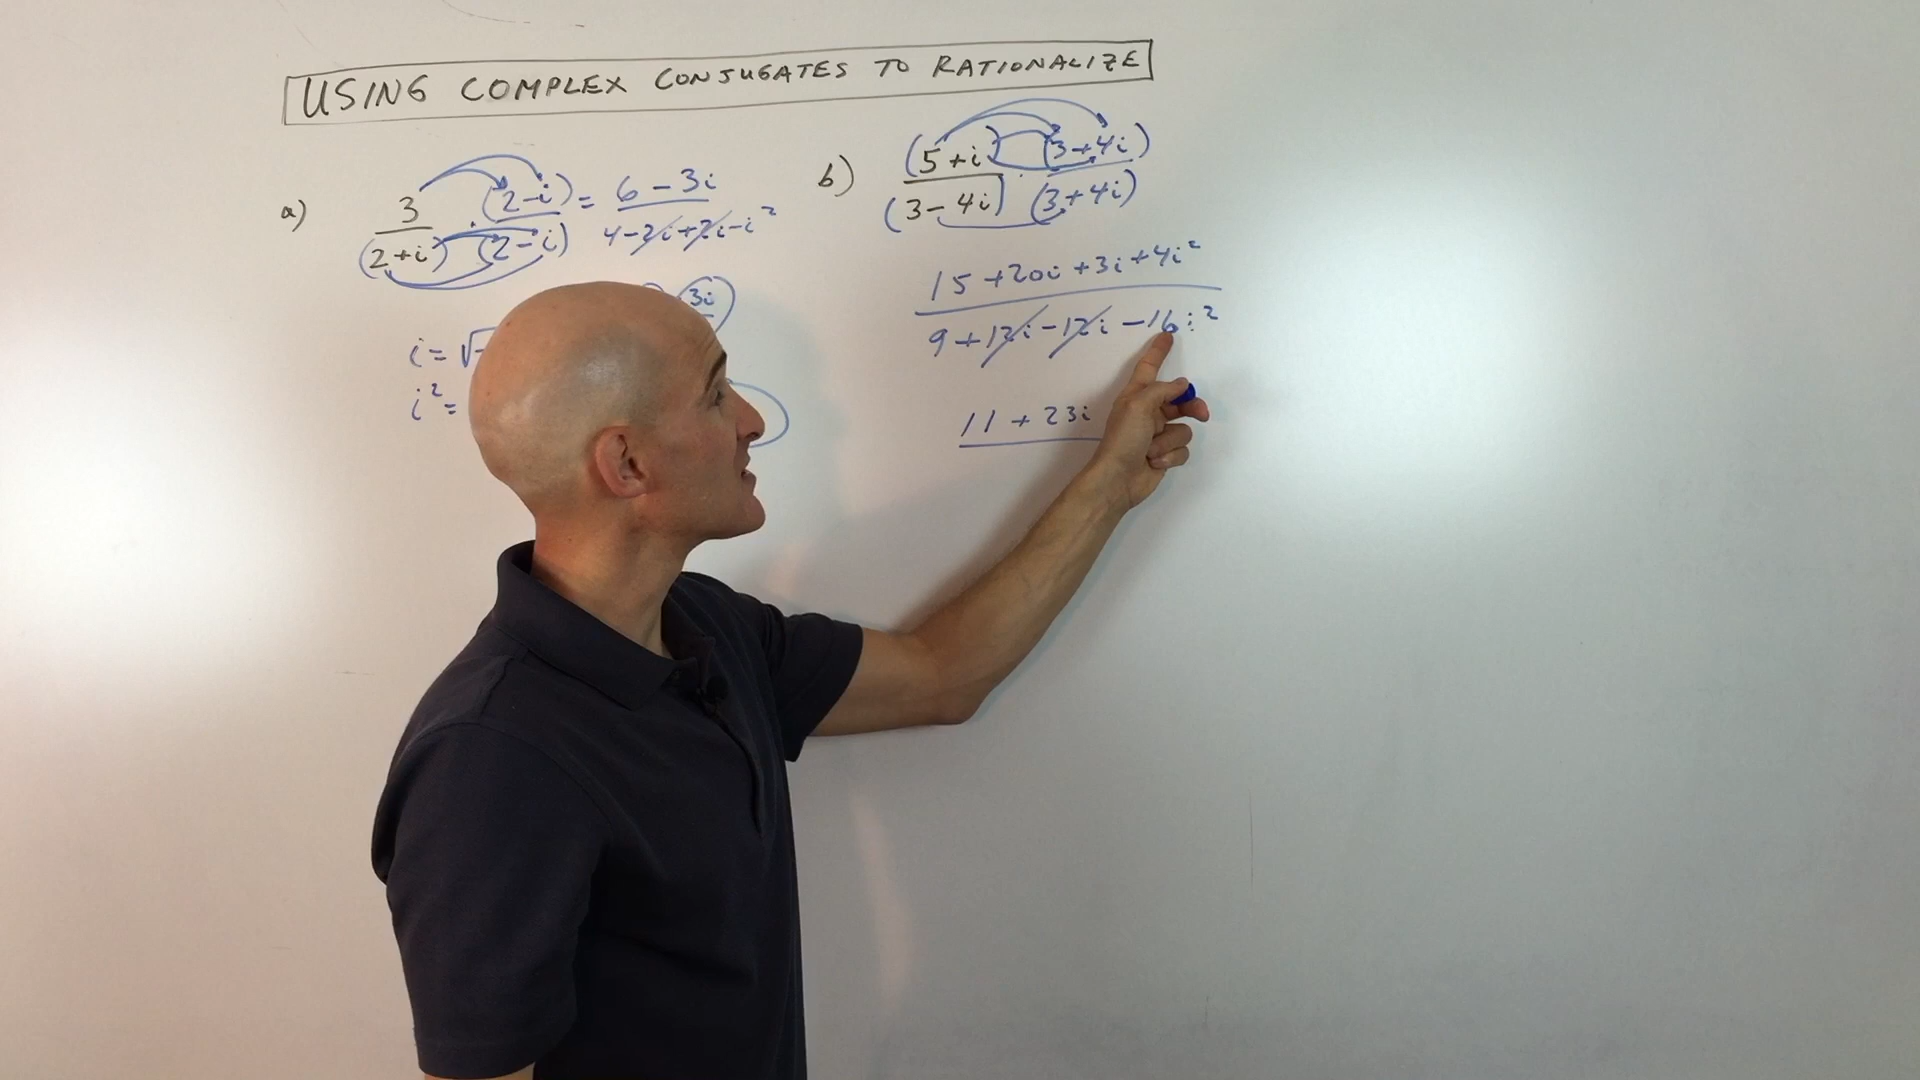 USING COMPLEX CONJUGATES TO RATIONALIZE
a) 3/(2+i) · (2-i)/(2-i) = (6-3i)/(4-2i+2i-i²)
3i
i=√-
i²=
b) (5+i)/(3-4i) · (3+4i)/(3+4i)
15+20i+3i+4i²
9+12i-12i-16i²
11+23i